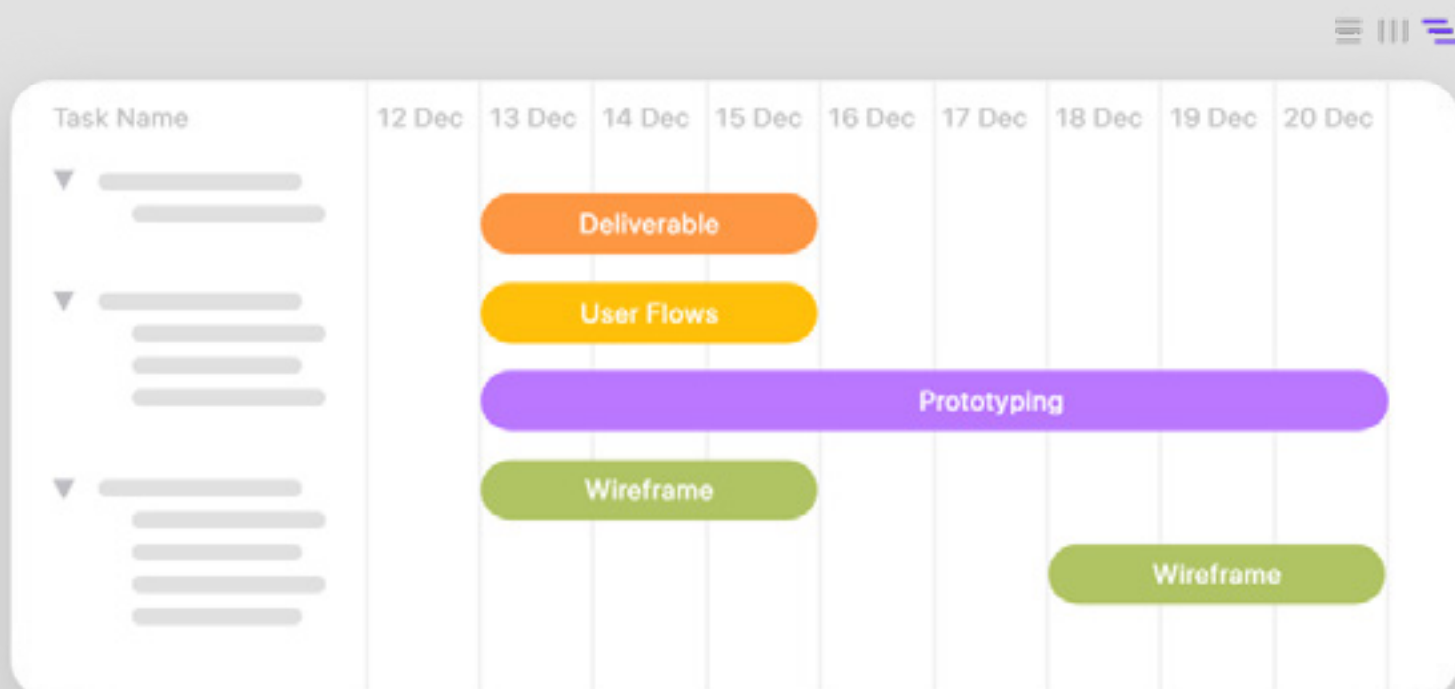 Task Name 12 Dec 13 Dec 14 Dec 15 Dec 16 Dec 17 Dec 18 Dec 19 Dec 20 Dec
Deliverable
User Flows
Prototyping
Wireframe
Wireframe